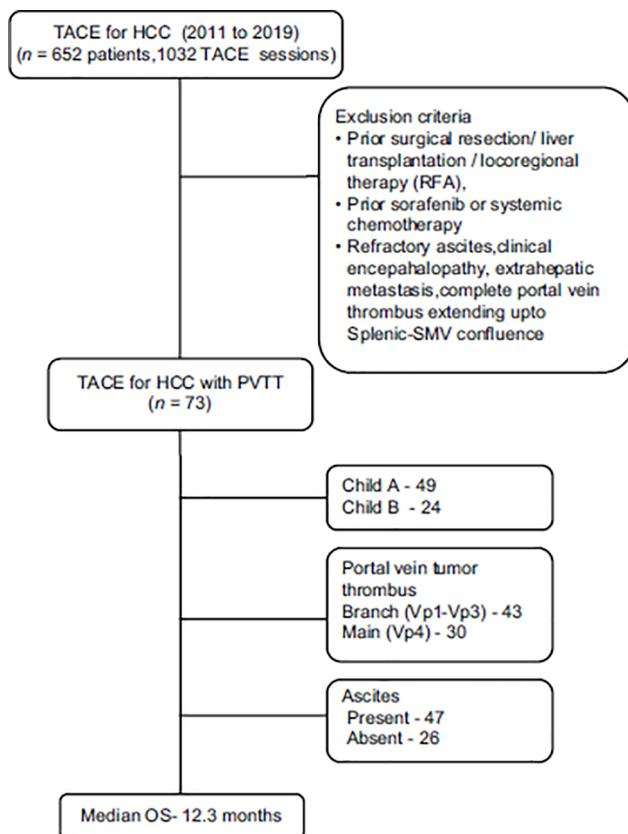 TACE for HCC (2011 to 2019)
(n = 652 patients,1032 TACE sessions)
Exclusion criteria
• Prior surgical resection/ liver
transplantation / locoregional
therapy (RFA),
• Prior sorafenib or systemic
chemotherapy
• Refractory ascites,clinical
encepahalopathy, extrahepatic
metastasis,complete portal vein
thrombus extending upto
Splenic-SMV confluence
TACE for HCC with PVTT
(n = 73)
Child A - 49
Child B - 24
Portal vein tumor
thrombus
Branch (Vp1-Vp3) - 43
Main (Vp4) - 30
Ascites
Present - 47
Absent - 26
Median OS- 12.3 months